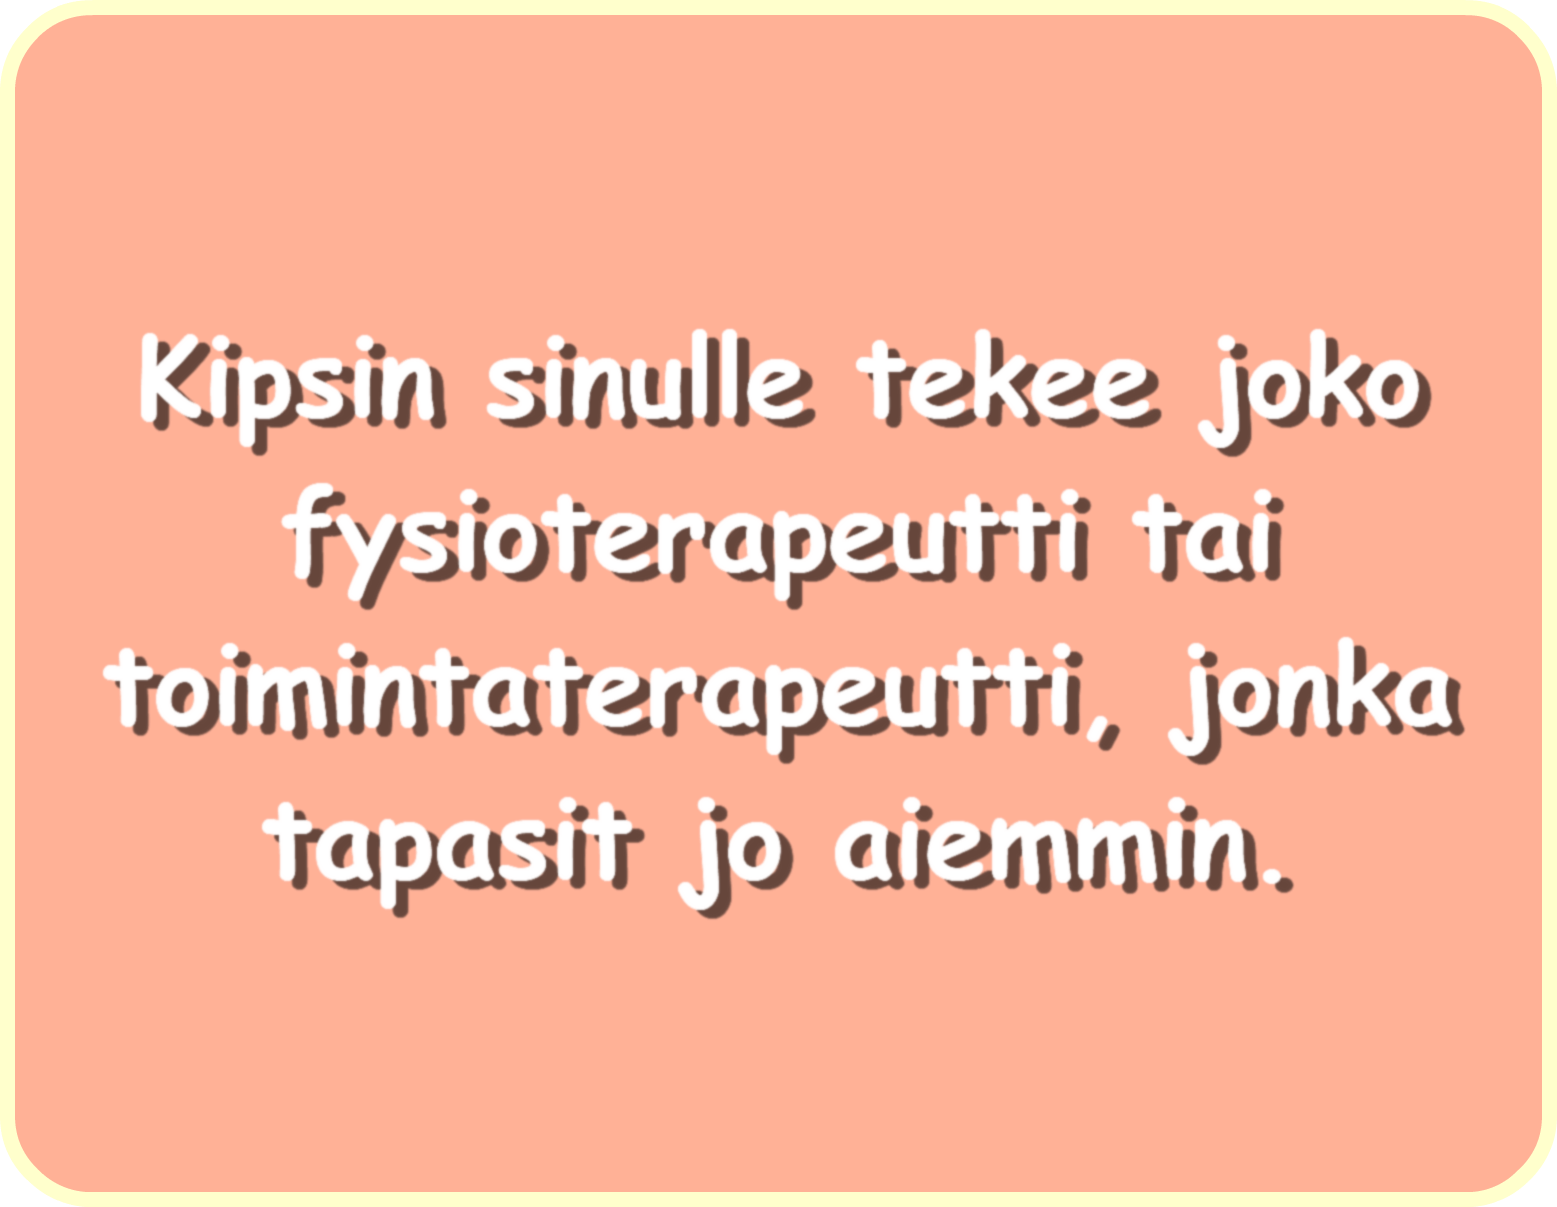 Kipsin sinulle tekee joko
fysioterapeutti tai
toimintaterapeutti, jonka
tapasit jo aiemmin.